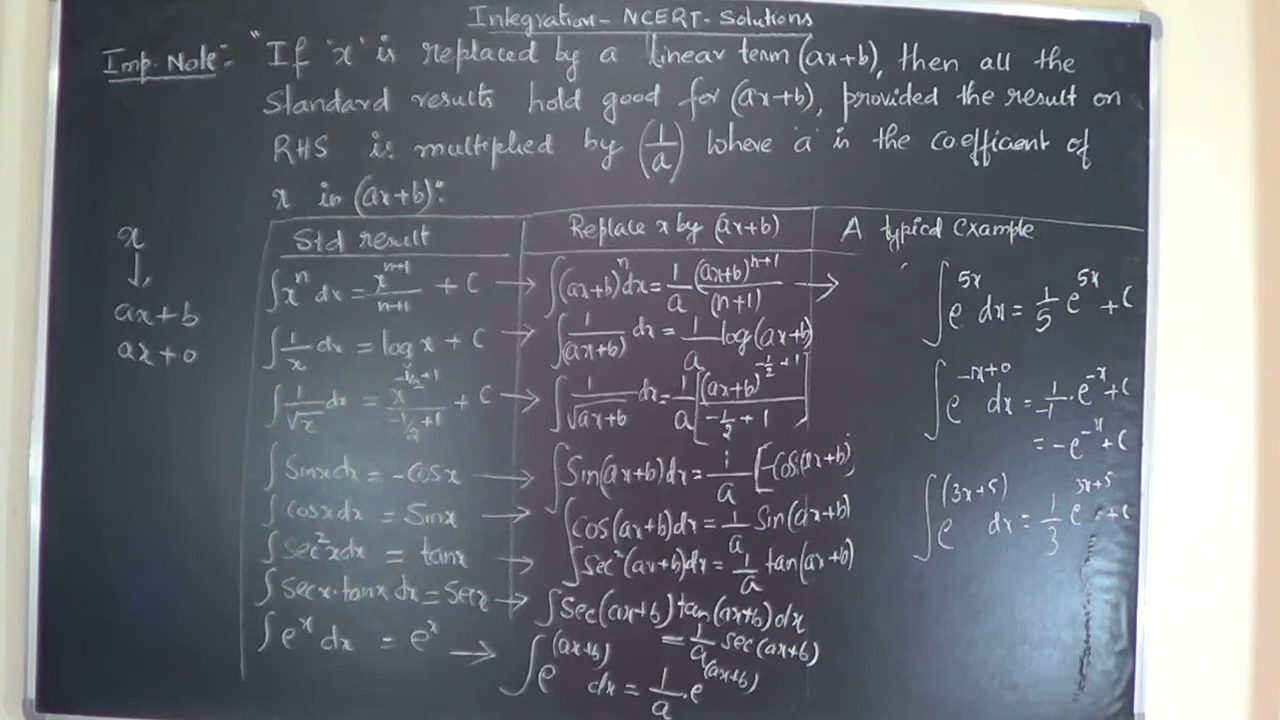 Integration - NCERT - Solutions
Imp. Note:- "If 'x' is replaced by a linear term (ax+b), then all the
standard results hold good for (ax+b), provided the result on
RHS is multiplied by (1/a) where 'a' is the coefficient of
x in (ax+b)":
x
↓
ax+b
ax+0
Std result
∫x^n dx = x^(n+1)/(n+1) + C →
∫1/x dx = log x + C →
∫1/√x dx = x^(-1/2+1)/(-1/2+1) + C →
∫Sinx dx = -cosx →
∫cosx dx = Sinx →
∫sec²x dx = tanx →
∫secx·tanx dx = secx →
∫e^x dx = e^x →
Replace x by (ax+b)
∫(ax+b)^n dx = 1/a (ax+b)^(n+1)/(n+1) →
∫1/(ax+b) dx = 1/a log(ax+b)
∫1/√(ax+b) dx = 1/a [(ax+b)^(-1/2+1)/(-1/2+1)]
∫Sin(ax+b)dx = 1/a [-cos(ax+b)
∫cos(ax+b)dx = 1/a Sin(ax+b)
∫Sec²(ax+b)dx = 1/a tan(ax+b)
∫Sec(ax+b)tan(ax+b)dx
= 1/a sec(ax+b)
∫e^(ax+b) dx = 1/a · e^(ax+b)
A typical Example
∫e^5x dx = 1/5 e^5x + C
∫e^(-x+0) dx = 1/-1 · e^-x + C
= -e^-x + C
∫e^(3x+5) dx = 1/3 e^(3x+5) + C